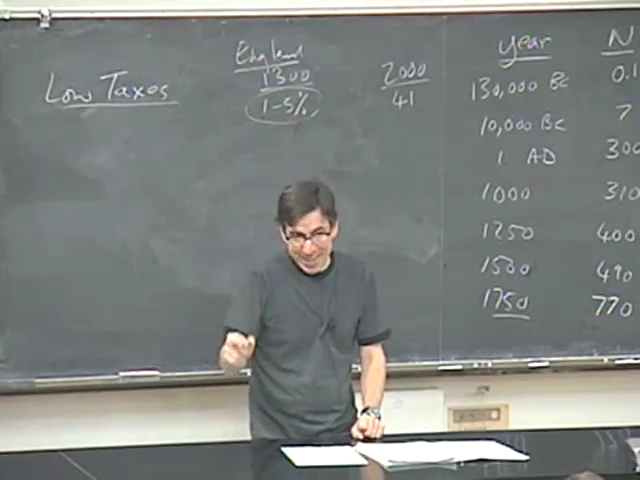 Low Taxes
England
1300 2000
1-5% 41
year N
130,000 BC 0.1
10,000 BC 7
1 AD 300
1000 310
1250 400
1500 490
1750 770